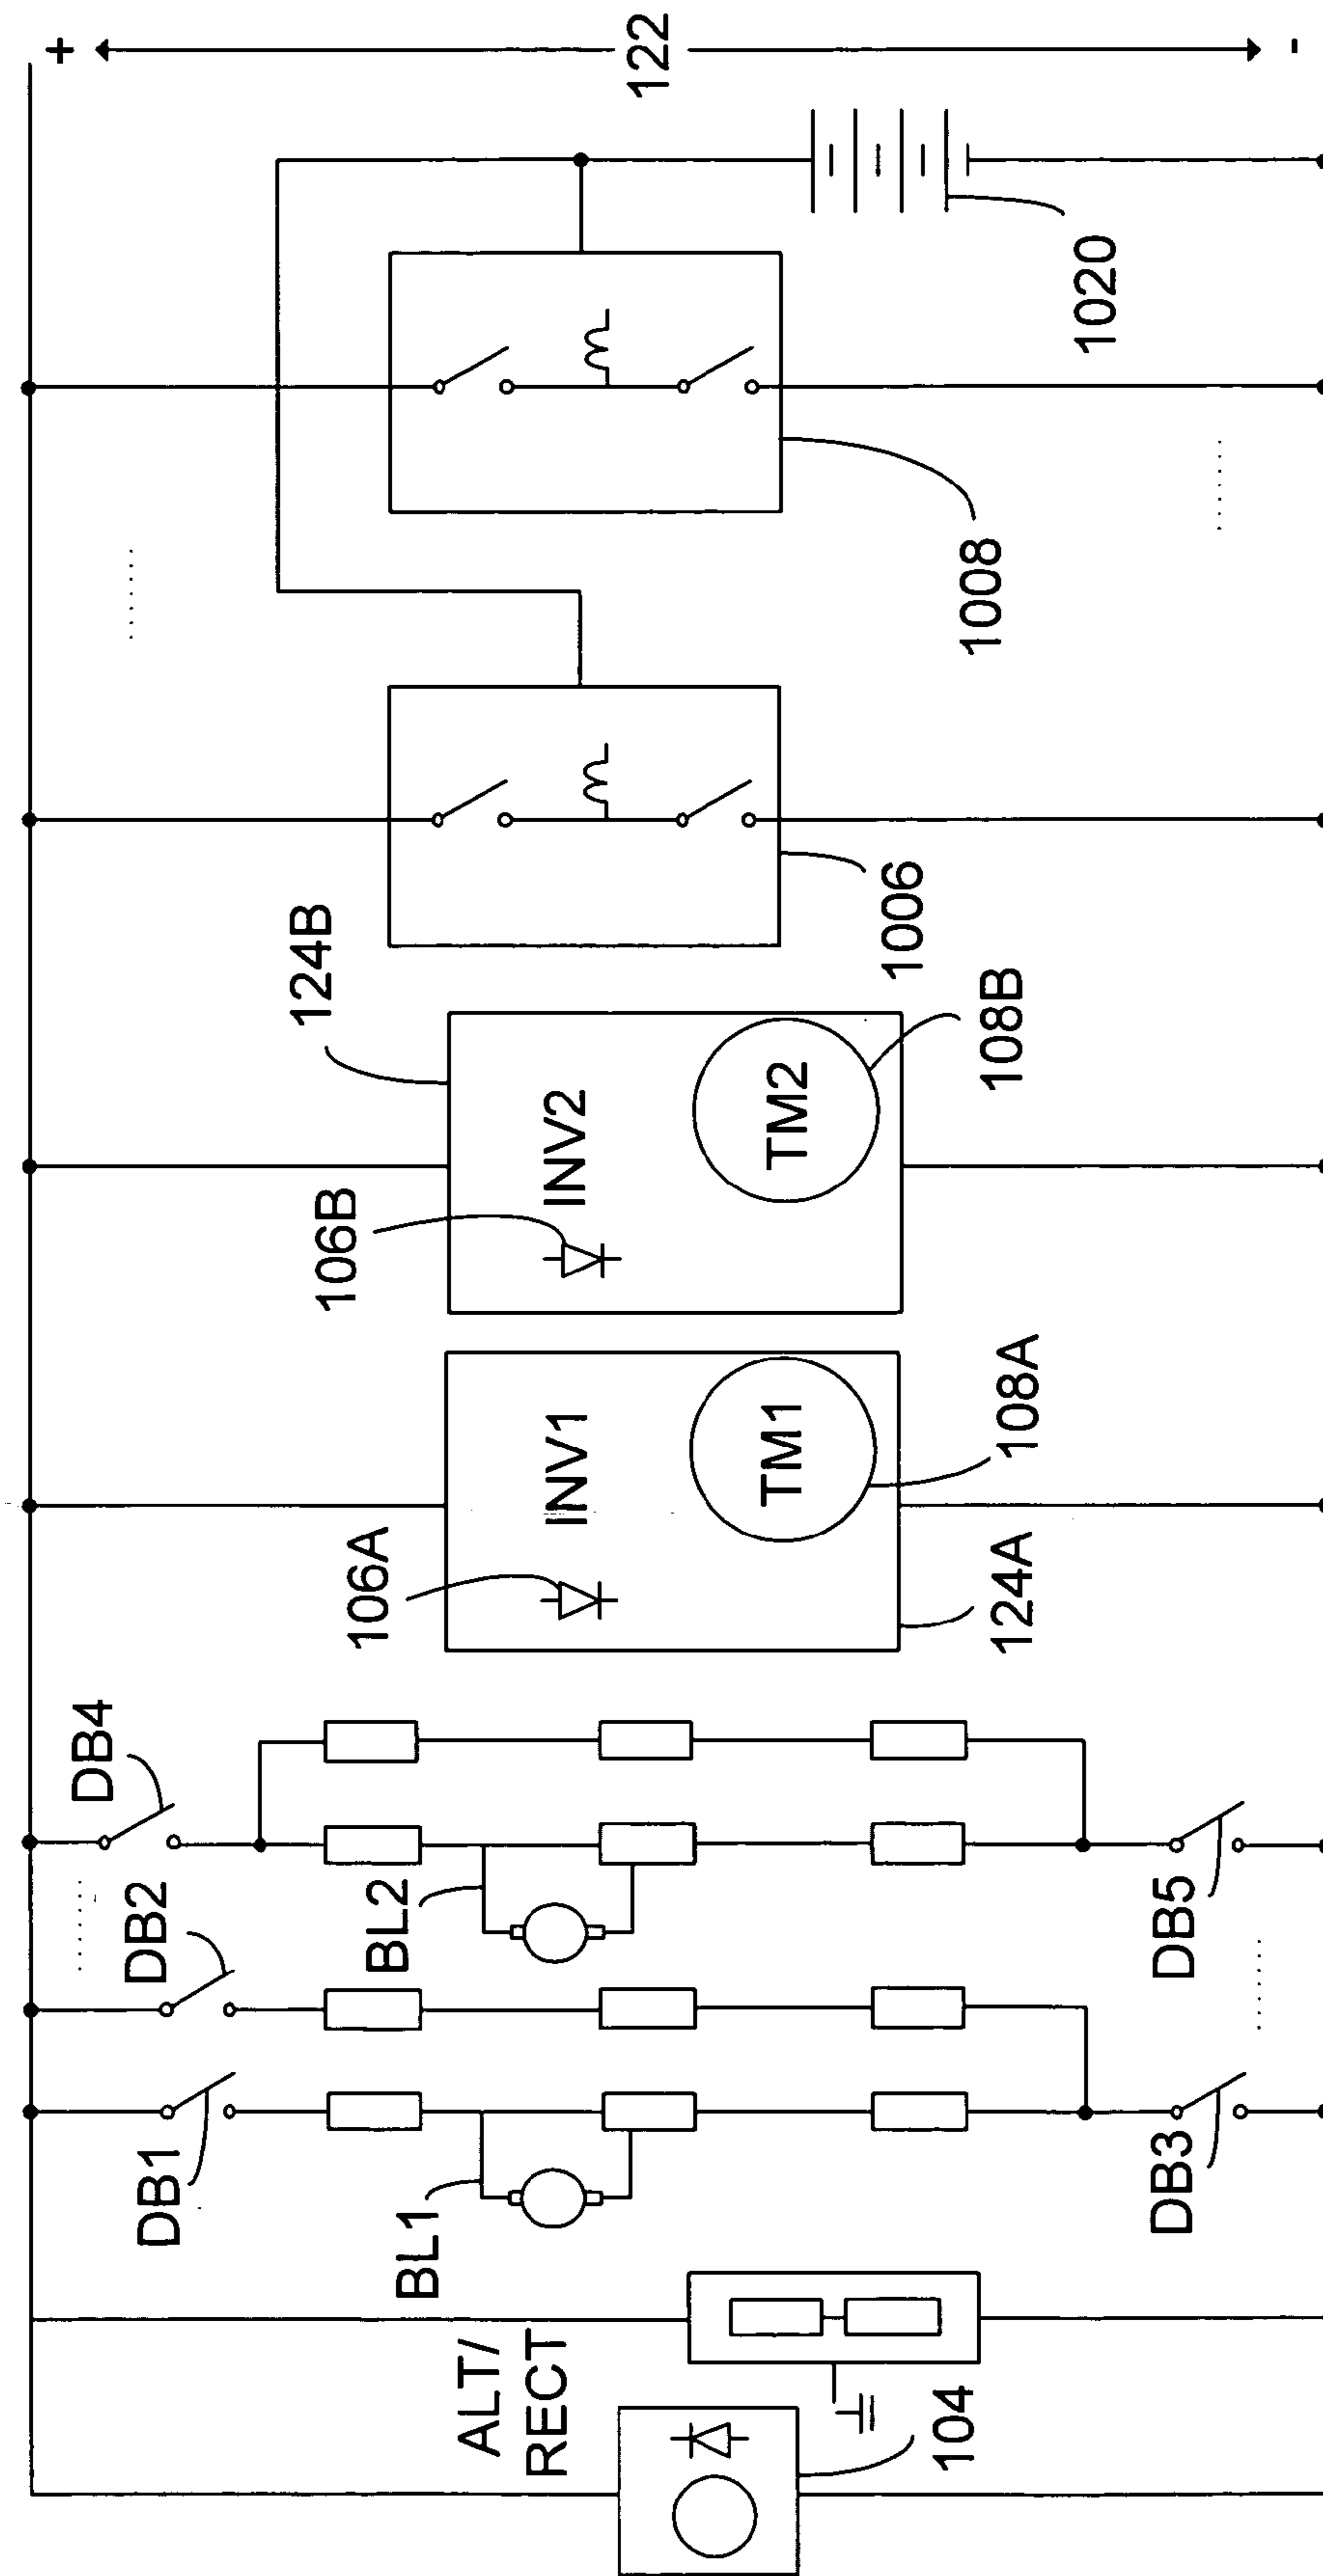 +
122
-
1020
1008
1006
124B
INV2
TM2
108B
106B
INV1
TM1
108A
106A
124A
DB4
DB2
BL2
DB5
DB1
BL1
DB3
ALT/
RECT
104